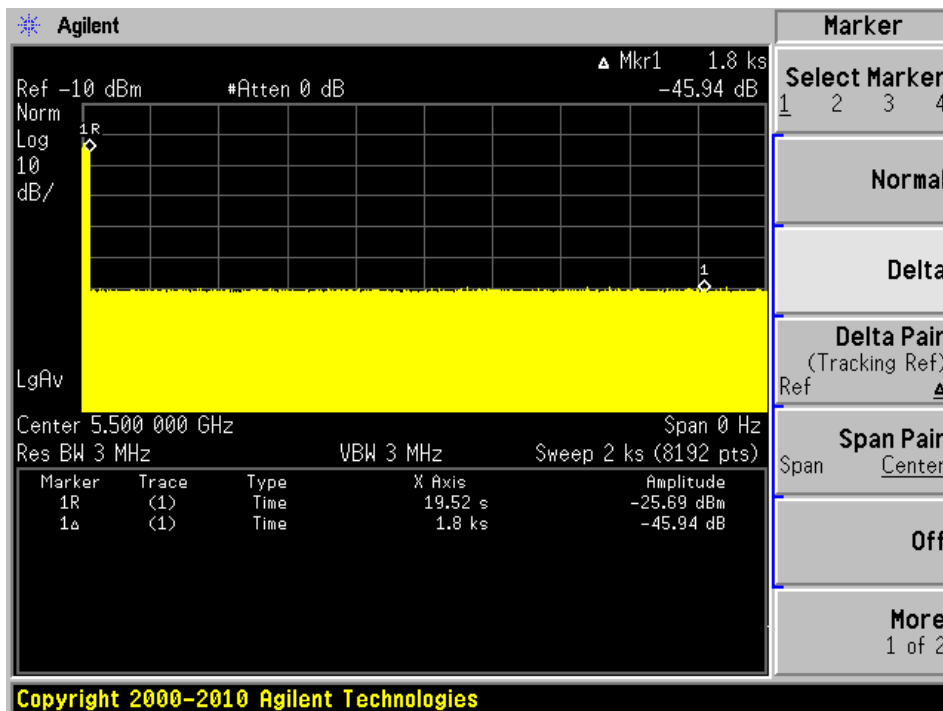 Agilent
Marker
Δ Mkr1 1.8 ks
Ref -10 dBm #Atten 0 dB -45.94 dB
Norm
Log
10
dB/
1R
1
LgAv
Center 5.500 000 GHz Span 0 Hz
Res BW 3 MHz VBW 3 MHz Sweep 2 ks (8192 pts)
Marker Trace Type X Axis Amplitude
1R (1) Time 19.52 s -25.69 dBm
1Δ (1) Time 1.8 ks -45.94 dB
Select Marker
1 2 3 4
Normal
Delta
Delta Pair
(Tracking Ref)
Ref Δ
Span Pair
Span Center
Off
More
1 of 2
Copyright 2000-2010 Agilent Technologies